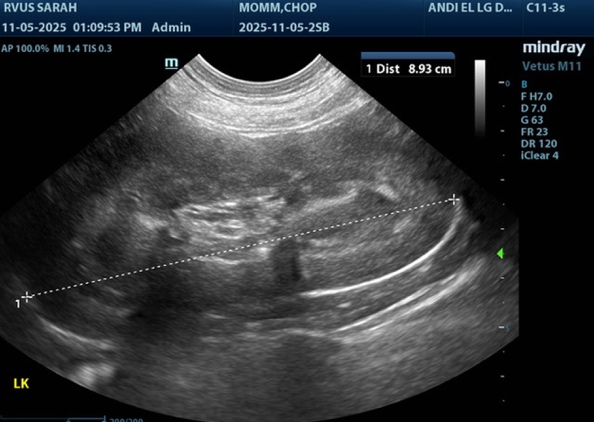 RVUS SARAH MOMM,CHOP ANDI EL LG D... C11-3s
11-05-2025 01:09:53 PM Admin 2025-11-05-2SB
AP 100.0% MI 1.4 TIS 0.3
mindray
Vetus M11
m
1 Dist 8.93 cm
0
B
F H7.0
D 7.0
G 63
FR 23
DR 120
iClear 4
1
LK
200/200